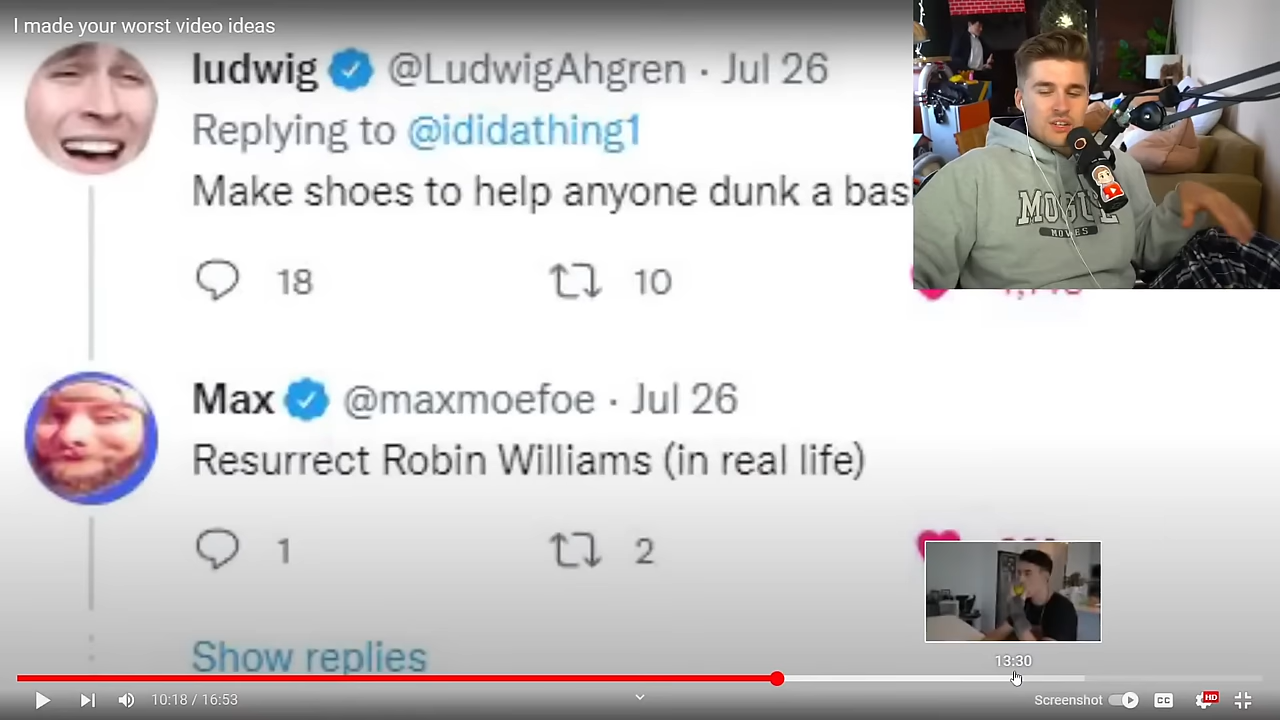 I made your worst video ideas
ludwig @LudwigAhgren · Jul 26
Replying to @ididathing1
Make shoes to help anyone dunk a bas
18 10
MOGUL
MOVES
Max @maxmoefoe · Jul 26
Resurrect Robin Williams (in real life)
1 2
Show replies
13:30
10:18 / 16:53
Screenshot CC HD